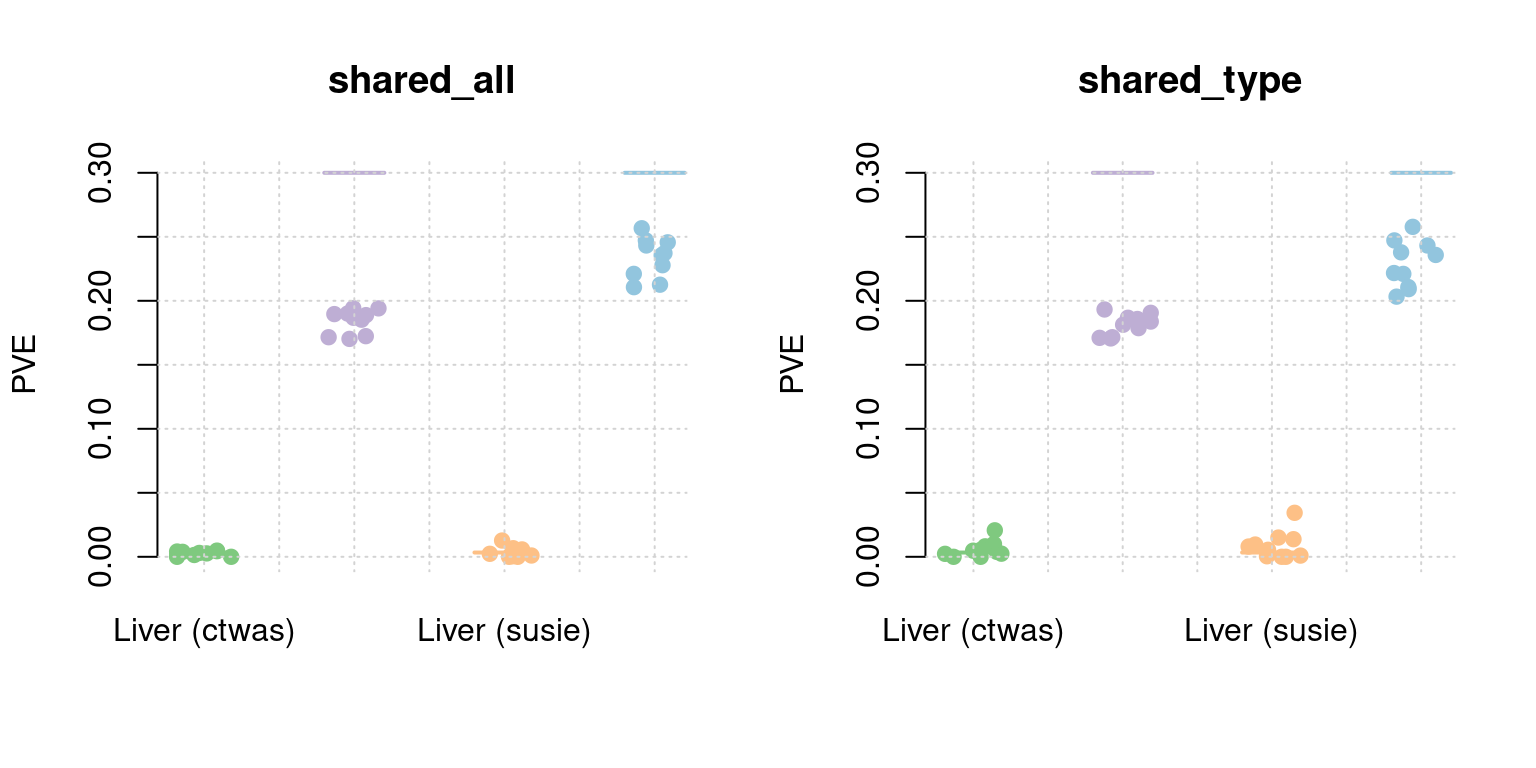 shared_all
PVE
0.30
0.20
0.10
0.00
Liver (ctwas)
Liver (susie)
shared_type
PVE
0.30
0.20
0.10
0.00
Liver (ctwas)
Liver (susie)